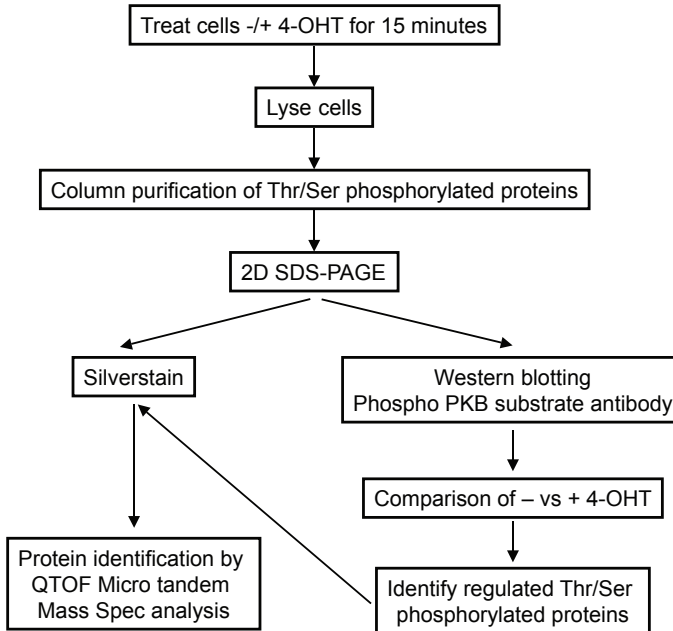 Treat cells -/+ 4-OHT for 15 minutes
Lyse cells
Column purification of Thr/Ser phosphorylated proteins
2D SDS-PAGE
Silverstain
Western blotting
Phospho PKB substrate antibody
Comparison of – vs + 4-OHT
Protein identification by
QTOF Micro tandem
Mass Spec analysis
Identify regulated Thr/Ser
phosphorylated proteins